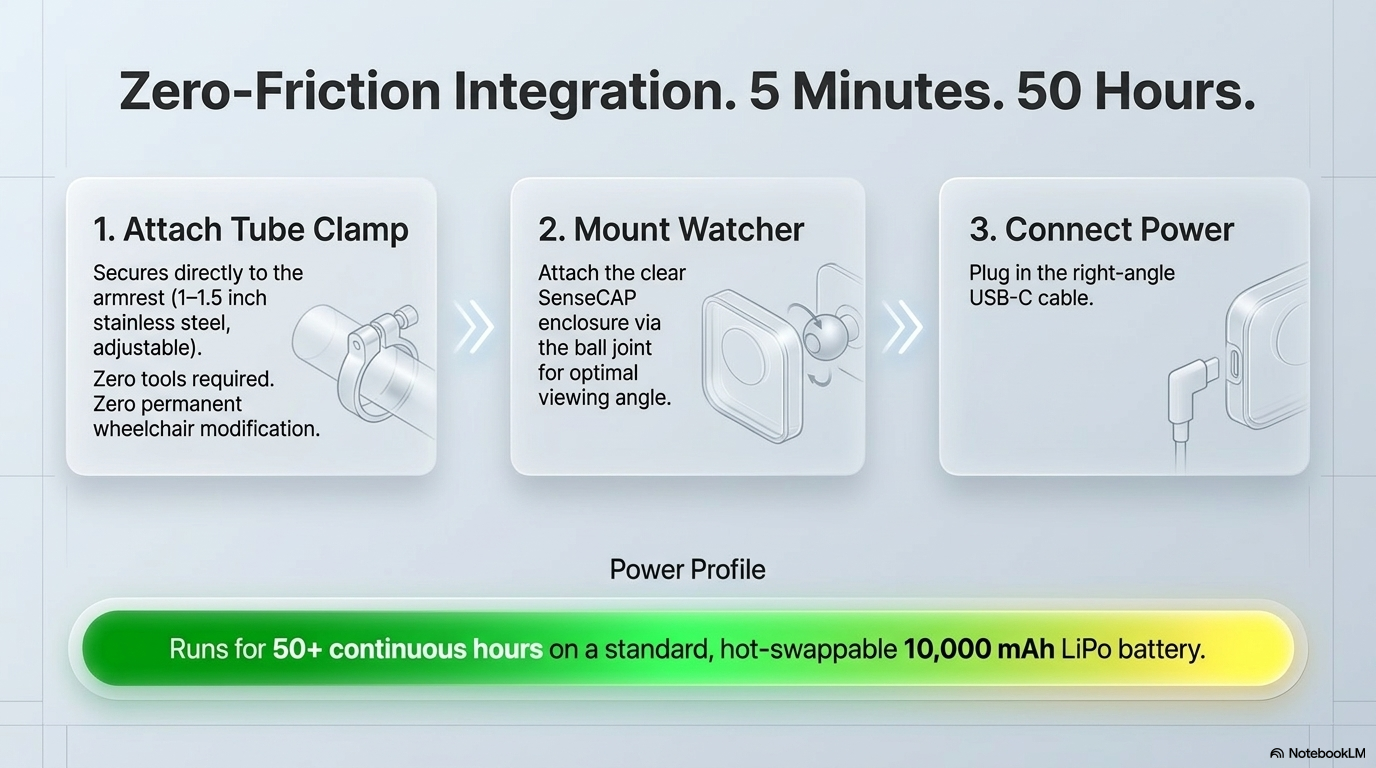 Zero-Friction Integration. 5 Minutes. 50 Hours.
1. Attach Tube Clamp
Secures directly to the
armrest (1–1.5 inch
stainless steel,
adjustable).
Zero tools required.
Zero permanent
wheelchair modification.
2. Mount Watcher
Attach the clear
SenseCAP
enclosure via
the ball joint
for optimal
viewing angle.
3. Connect Power
Plug in the right-angle
USB-C cable.
Power Profile
Runs for 50+ continuous hours on a standard, hot-swappable 10,000 mAh LiPo battery.
NotebookLM